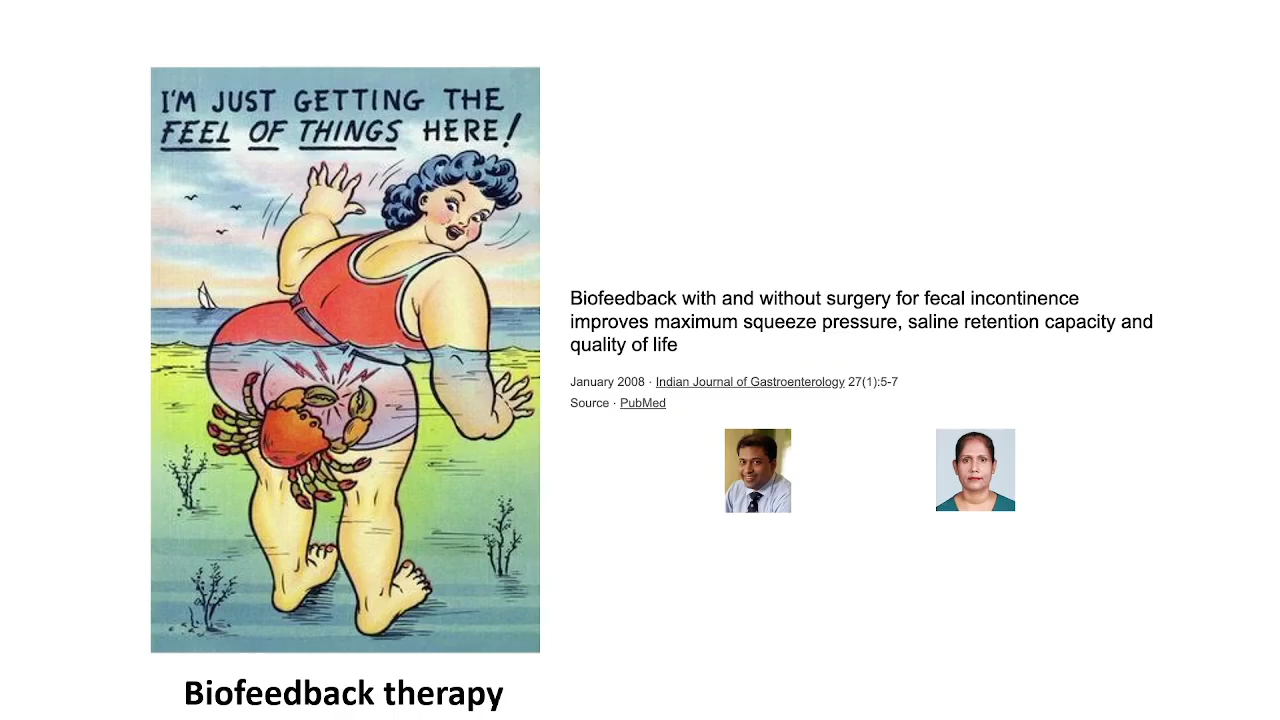 I'M JUST GETTING THE
FEEL OF THINGS HERE!
Biofeedback with and without surgery for fecal incontinence
improves maximum squeeze pressure, saline retention capacity and
quality of life
January 2008 · Indian Journal of Gastroenterology 27(1):5-7
Source · PubMed
Biofeedback therapy